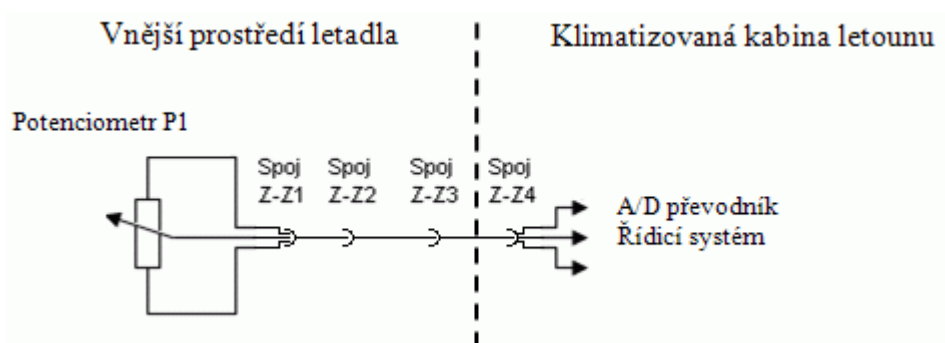 Vnější prostředí letadla
Klimatizovaná kabina letounu
Potenciometr P1
Spoj Spoj Spoj Spoj
Z-Z1 Z-Z2 Z-Z3 Z-Z4
A/D převodník
Řídicí systém